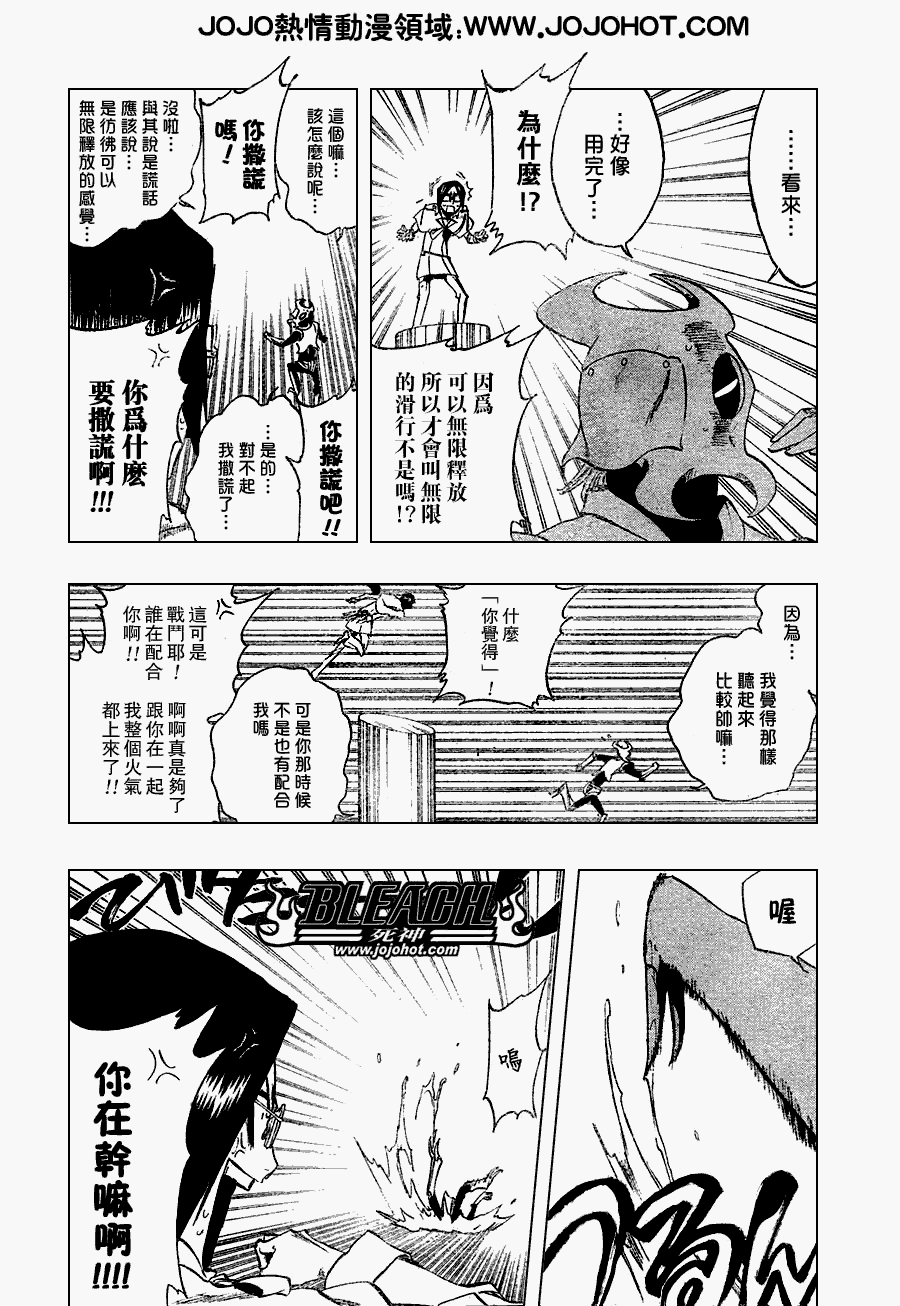 JOJO熱情動漫領域:WWW.JOJOHOT.COM
……看來…
…好像
用完了…
為什麼!?
因爲
可以無限釋放
所以才會叫無限
的滑行不是嗎!?
這個嘛…
該怎麼說呢…
你撒謊
嗎!
沒啦…
與其說是謊話
應該說…
是彷彿可以
無限釋放的感覺…
你撒謊吧!!
…是的…
對不起
我撒謊了…
你爲什麽
要撒謊啊!!!
因為…
我覺得那樣
聽起來
比較帥嘛…
什麼
「你覺得」!
可是你那時候
不是也有配合
我嗎
這可是
戰鬥耶!
誰在配合
你啊!!
啊啊真是夠了
跟你在一起
我整個火氣
都上來了!!
喔
つるん
嗚
BLEACH
死神
www.jojohot.com
你在幹嘛啊!!!!